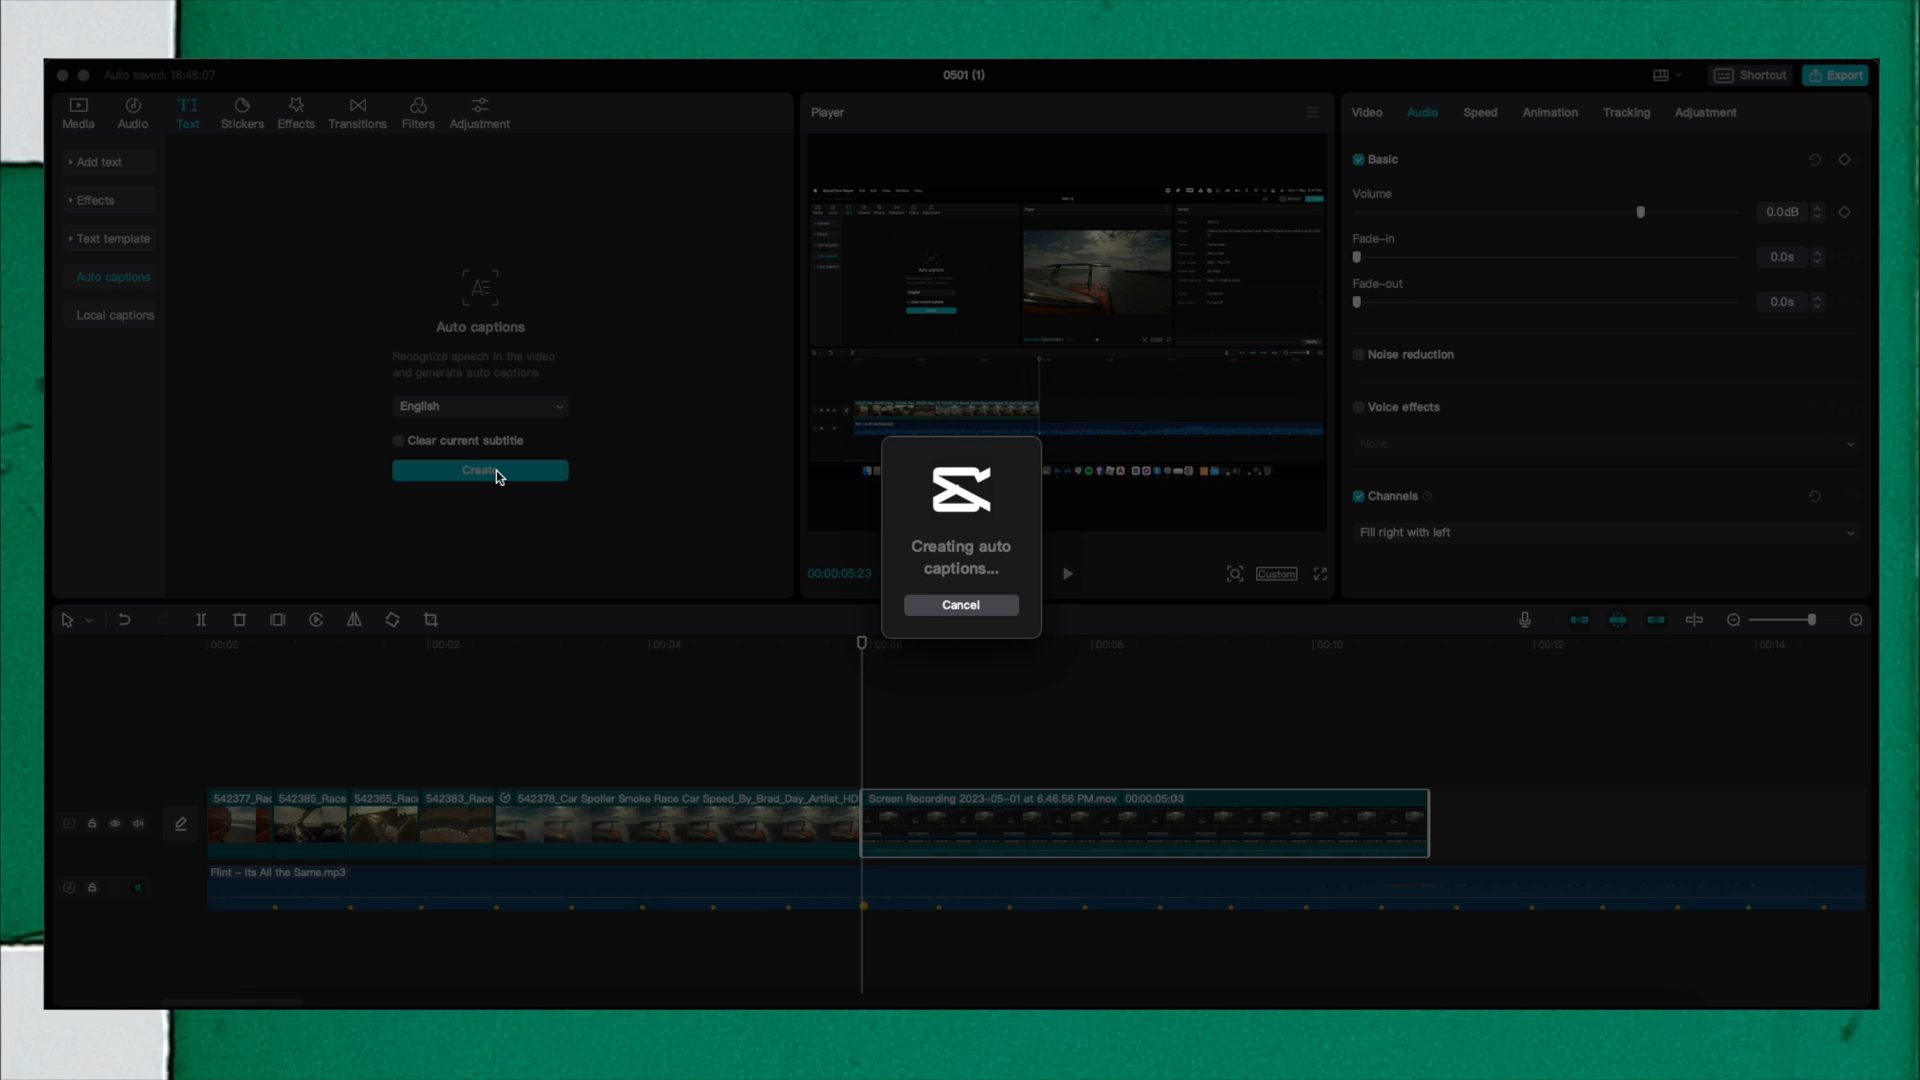 Auto saved: 18:48:07
0501 (1)
Shortcut
Export
Media
Audio
Text
Stickers
Effects
Transitions
Filters
Adjustment
Add text
Effects
Text template
Auto captions
Local captions
Auto captions
Recognize speech in the video
and generate auto captions
English
Clear current subtitle
Create
Player
00:00:05:23
Custom
Video
Audio
Speed
Animation
Tracking
Adjustment
Basic
Volume
0.0dB
Fade-in
0.0s
Fade-out
0.0s
Noise reduction
Voice effects
None
Channels
Fill right with left
Creating auto
captions...
Cancel
00:00
00:02
00:04
00:06
00:08
00:10
00:12
00:14
542377_Rac
542385_Race
542365_Race
542383_Race
542378_Car Spoiler Smoke Race Car Speed_By_Brad_Day_Artlist_HD
Screen Recording 2023-05-01 at 6.46.56 PM.mov 00:00:05:03
Flint - Its All the Same.mp3